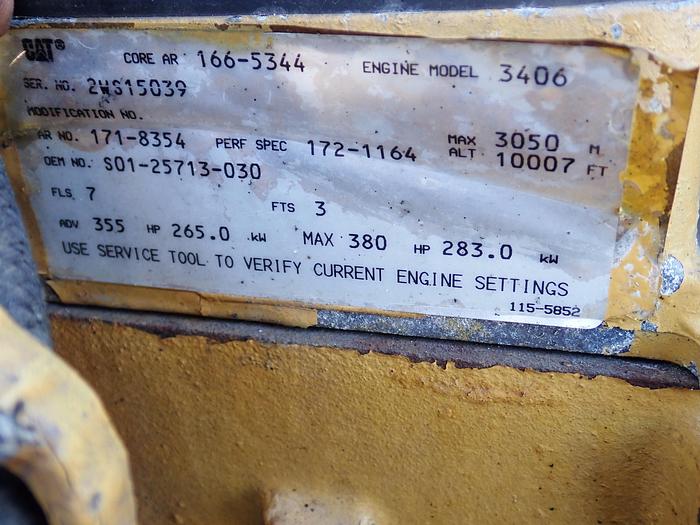 CAT® CORE AR 166-5344 ENGINE MODEL 3406
SER. NO. 2WS15039
MODIFICATION NO.
AR NO. 171-8354 PERF SPEC 172-1164 MAX ALT 3050 M
OEM NO. S01-25713-030 10007 FT
FLS 7 FTS 3
ADV 355 HP 265.0 kW MAX 380 HP 283.0 kW
USE SERVICE TOOL TO VERIFY CURRENT ENGINE SETTINGS
115-5852